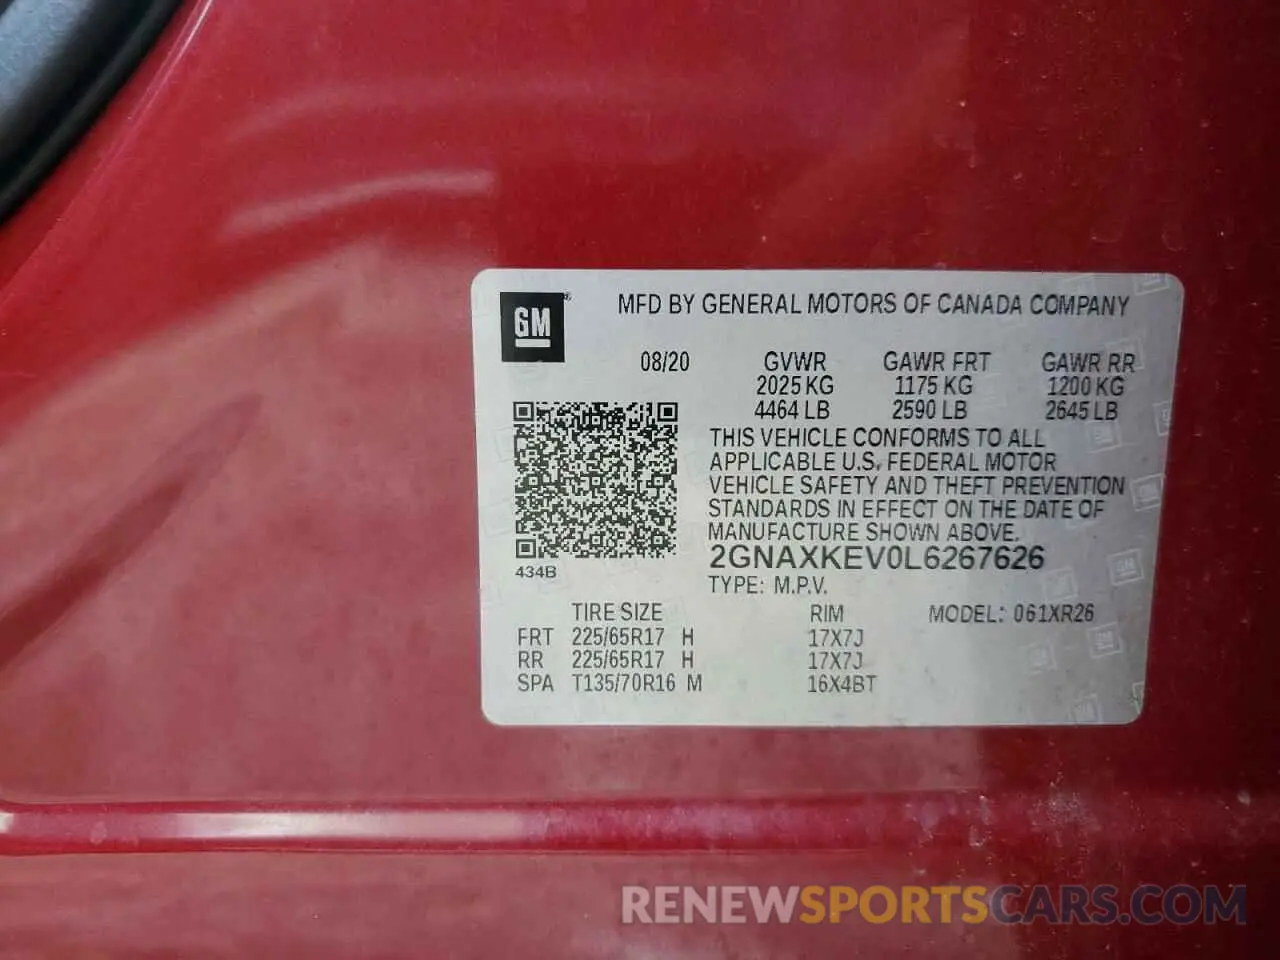 GM®
MFD BY GENERAL MOTORS OF CANADA COMPANY
08/20 GVWR GAWR FRT GAWR RR
2025 KG 1175 KG 1200 KG
4464 LB 2590 LB 2645 LB
THIS VEHICLE CONFORMS TO ALL
APPLICABLE U.S. FEDERAL MOTOR
VEHICLE SAFETY AND THEFT PREVENTION
STANDARDS IN EFFECT ON THE DATE OF
MANUFACTURE SHOWN ABOVE.
2GNAXKEV0L6267626
434B
TYPE: M.P.V.
TIRE SIZE RIM MODEL: 061XR26
FRT 225/65R17 H 17X7J
RR 225/65R17 H 17X7J
SPA T135/70R16 M 16X4BT
RENEWSPORTSCARS.COM